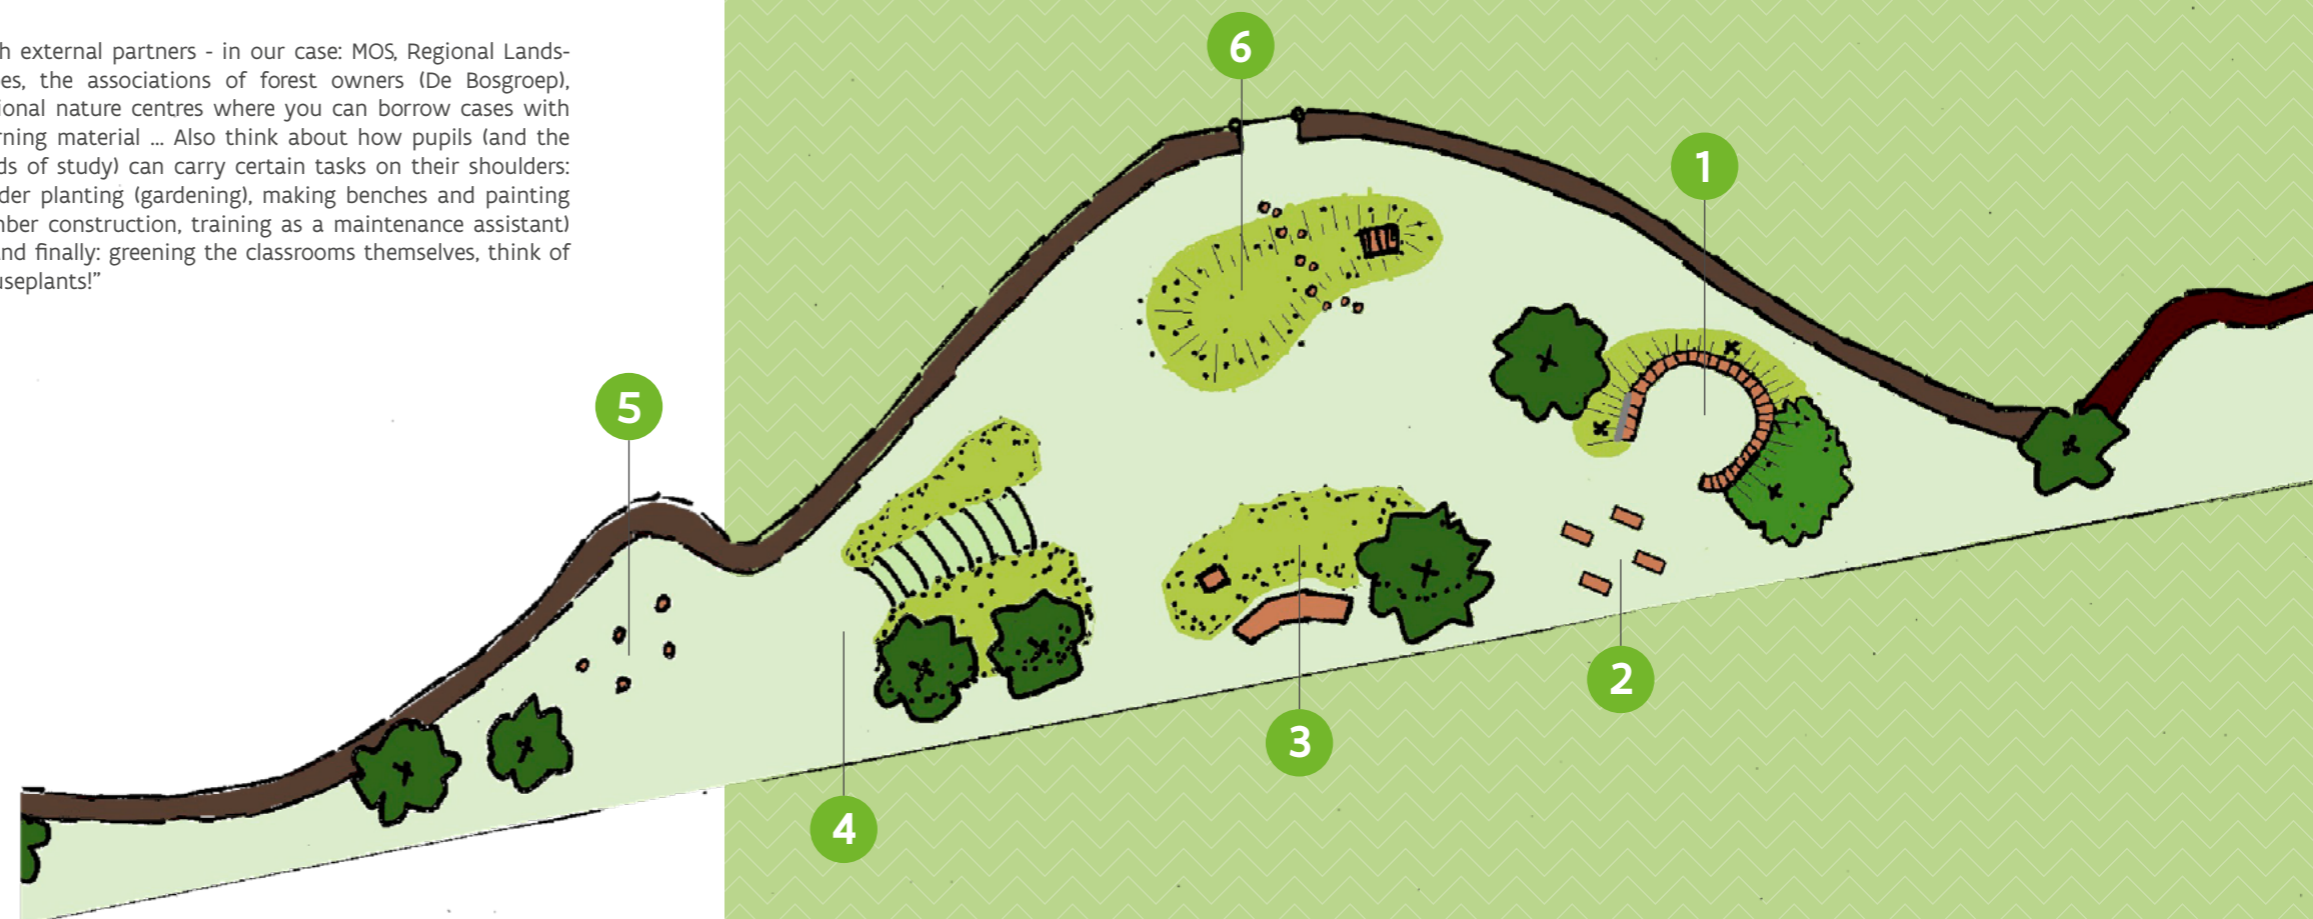 h external partners - in our case: MOS, Regional Lands-
es, the associations of forest owners (De Bosgroep),
ional nature centres where you can borrow cases with
rning material ... Also think about how pupils (and the
ds of study) can carry certain tasks on their shoulders:
der planting (gardening), making benches and painting
nber construction, training as a maintenance assistant)
nd finally: greening the classrooms themselves, think of
useplants!”
6
1
5
2
3
4